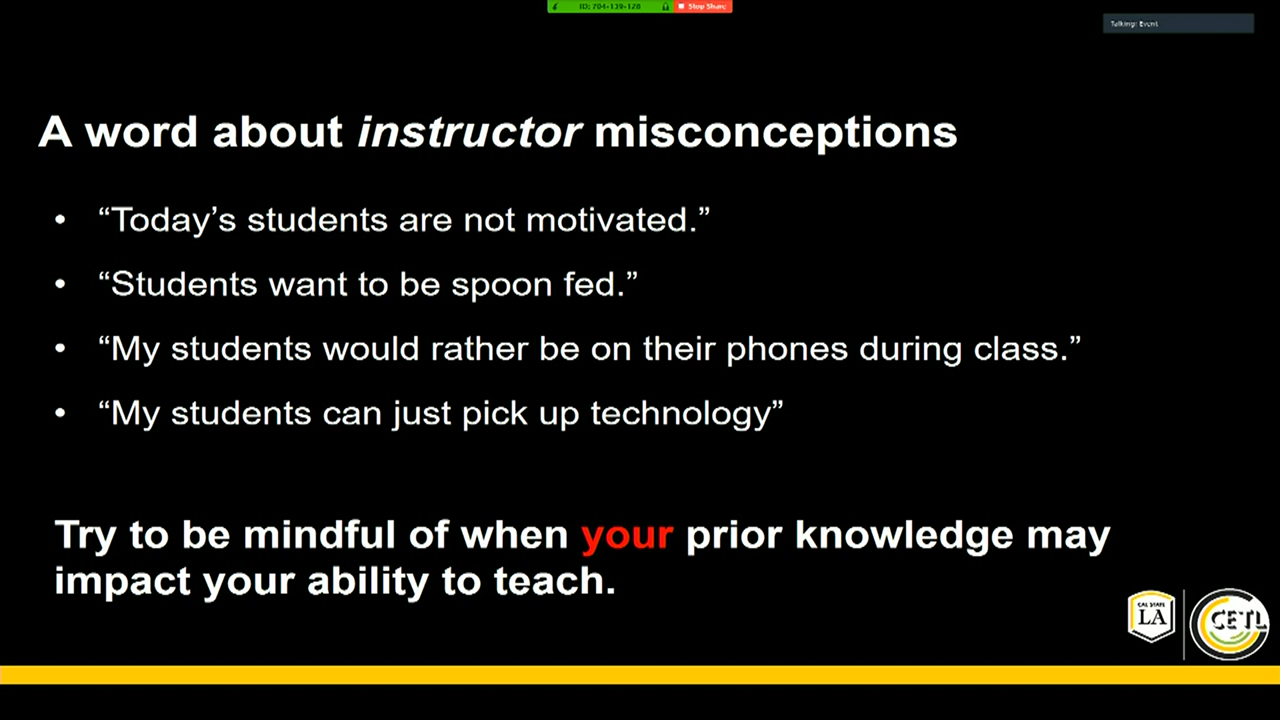 ID: 704-139-128 Stop Share
Talking: Event
A word about instructor misconceptions
• “Today’s students are not motivated.”
• “Students want to be spoon fed.”
• “My students would rather be on their phones during class.”
• “My students can just pick up technology”
Try to be mindful of when your prior knowledge may
impact your ability to teach.
CAL STATE
LA
CETL